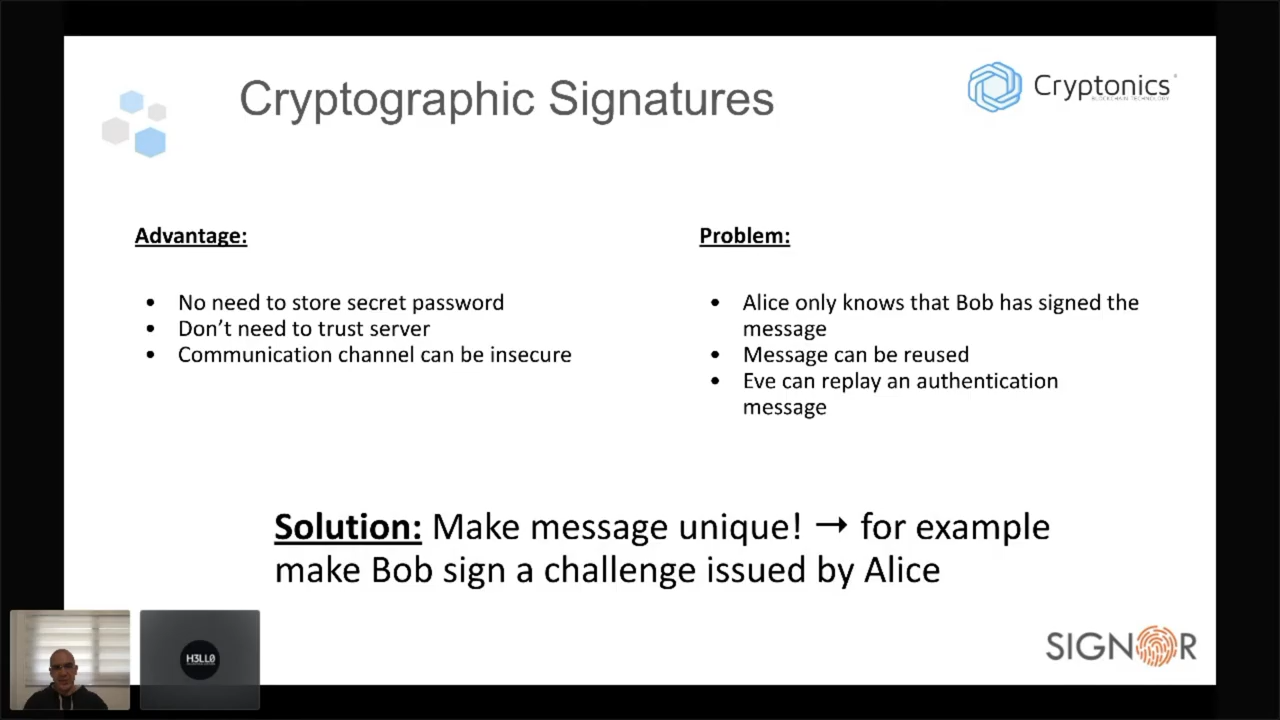 Cryptographic Signatures
Cryptonics
BLOCKCHAIN TECHNOLOGY
Advantage:
• No need to store secret password
• Don’t need to trust server
• Communication channel can be insecure
Problem:
• Alice only knows that Bob has signed the
message
• Message can be reused
• Eve can replay an authentication
message
Solution: Make message unique! → for example
make Bob sign a challenge issued by Alice
H3LL0
SIGNOR